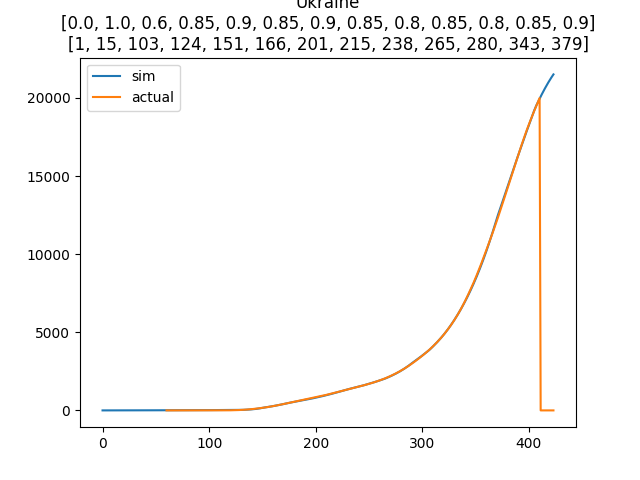 Ukraine
[0.0, 1.0, 0.6, 0.85, 0.9, 0.85, 0.9, 0.85, 0.8, 0.85, 0.8, 0.85, 0.9]
[1, 15, 103, 124, 151, 166, 201, 215, 238, 265, 280, 343, 379]
sim
actual
20000
15000
10000
5000
0
0 100 200 300 400